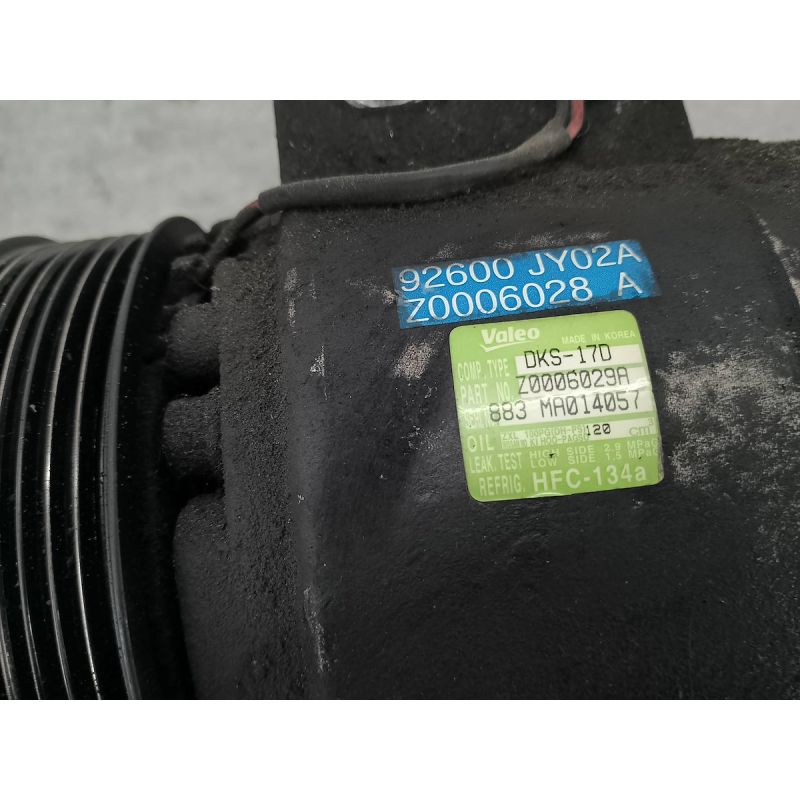 92600 JY02A
Z0006028 A
Valeo MADE IN KOREA
COMP. TYPE DKS-17D
PART NO. Z0006029A
883 MA014057
OIL 120 cm³
LEAK. TEST HIGH SIDE 2.9 MPaG
LOW SIDE 1.5 MPaG
REFRIG. HFC-134a